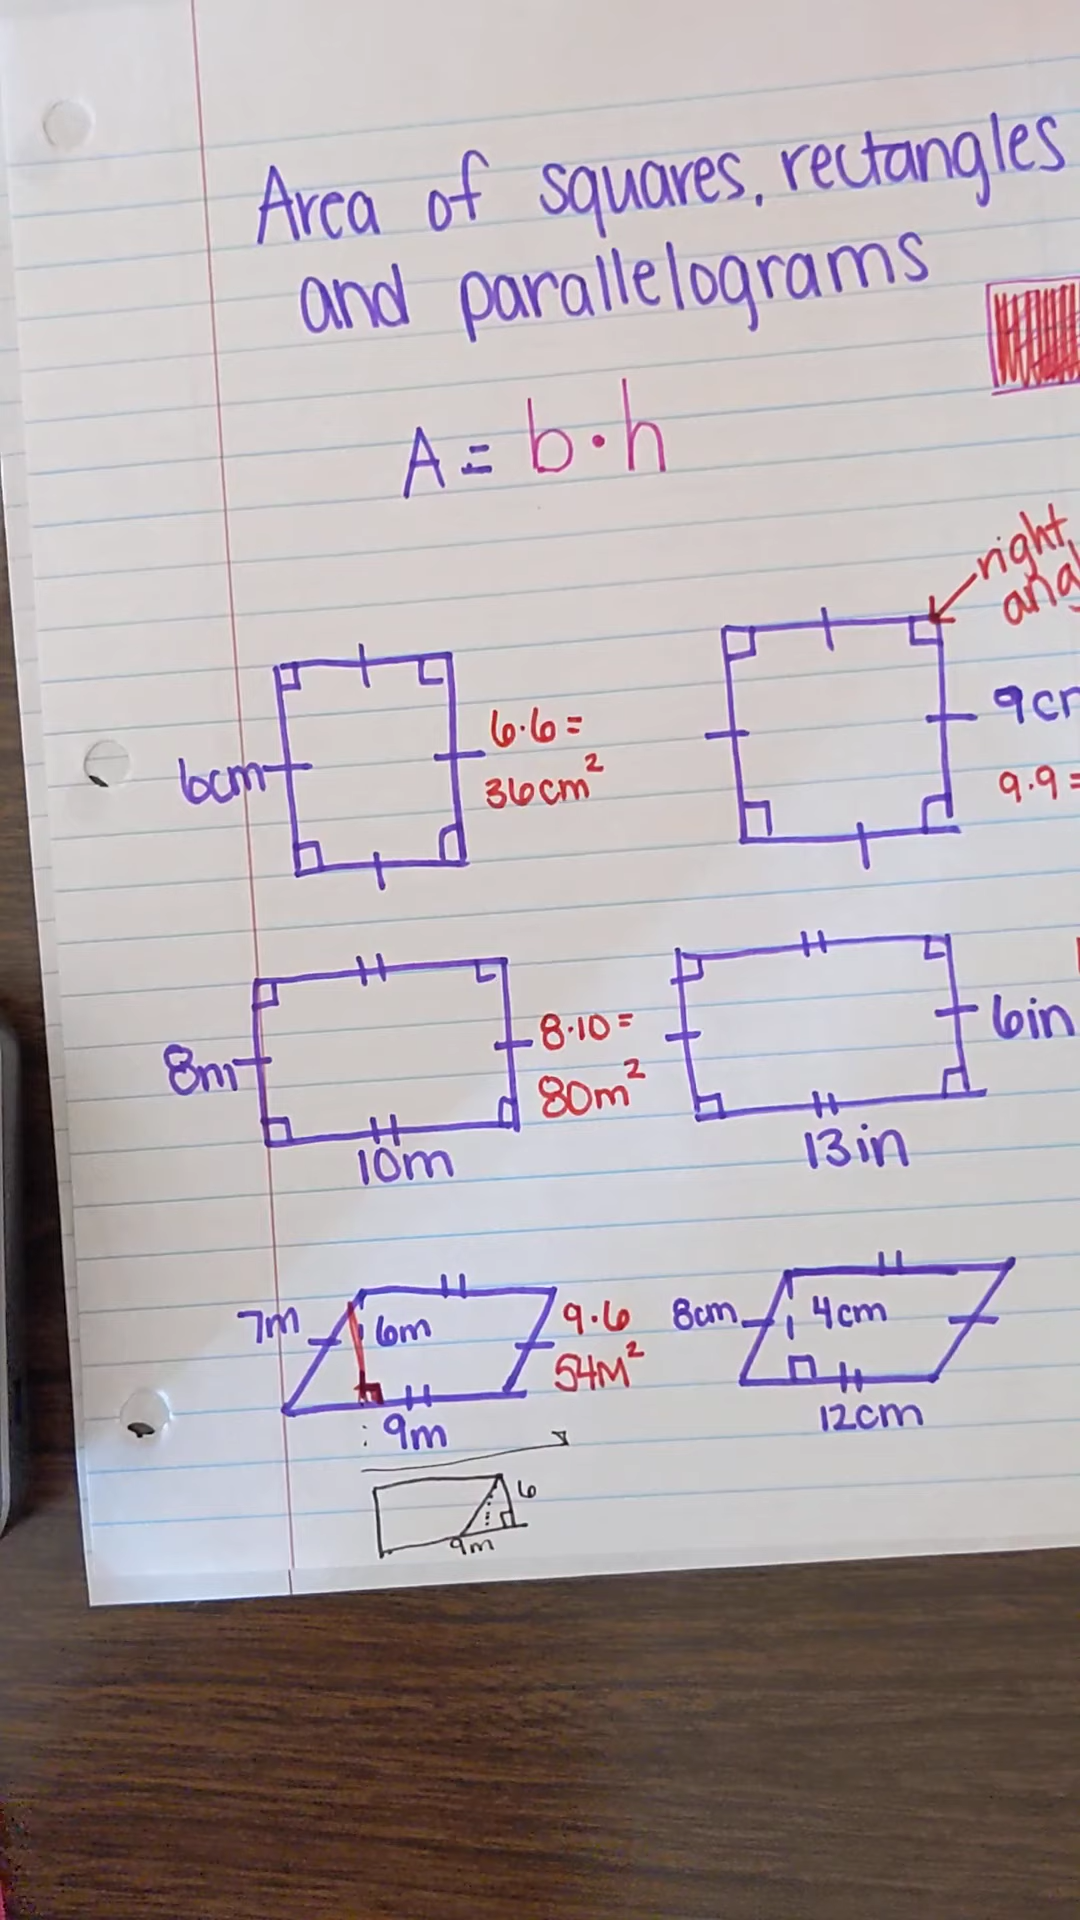 Area of squares, rectangles
and parallelograms
A = b·h
right
6cm
6·6 =
36cm²
9·9 =
8m
8·10 =
80m²
10m
6in
13in
7m
6m
9·6
54m²
9m
8cm
4cm
12cm
6
9m